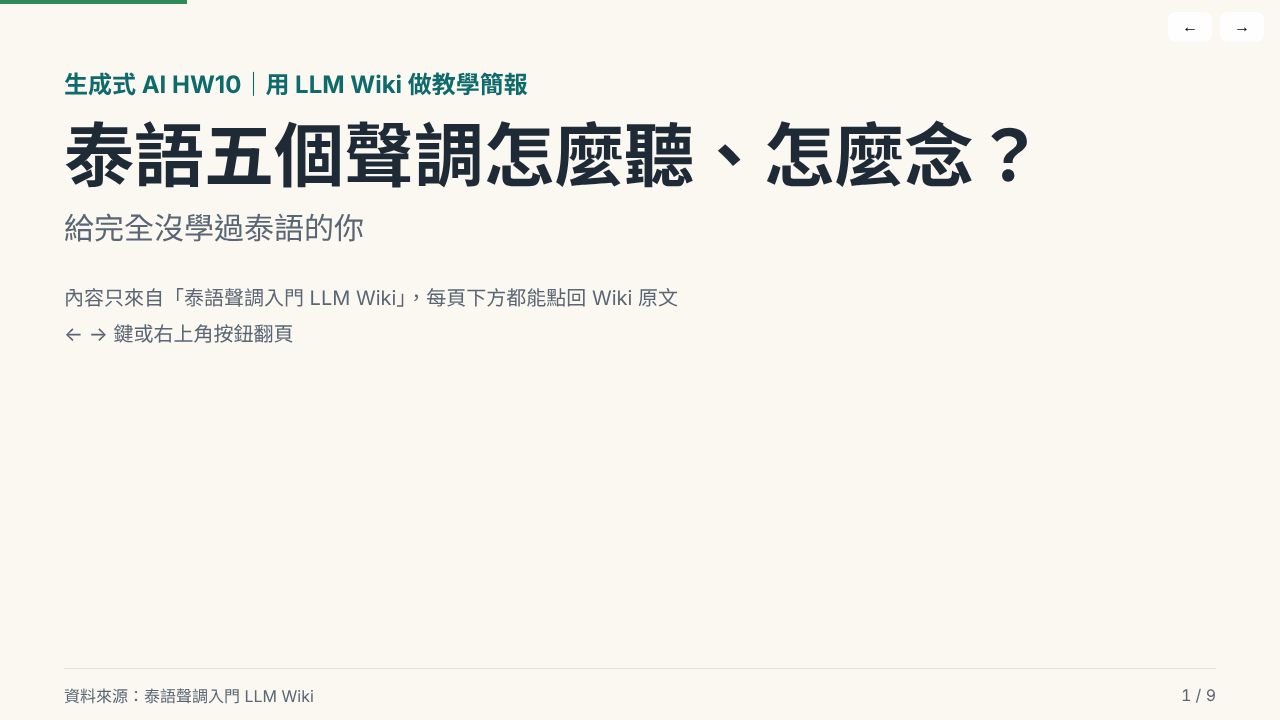 ← →
生成式 AI HW10｜用 LLM Wiki 做教學簡報
泰語五個聲調怎麼聽、怎麼念？
給完全沒學過泰語的你
內容只來自「泰語聲調入門 LLM Wiki」，每頁下方都能點回 Wiki 原文
← → 鍵或右上角按鈕翻頁
資料來源：泰語聲調入門 LLM Wiki
1 / 9